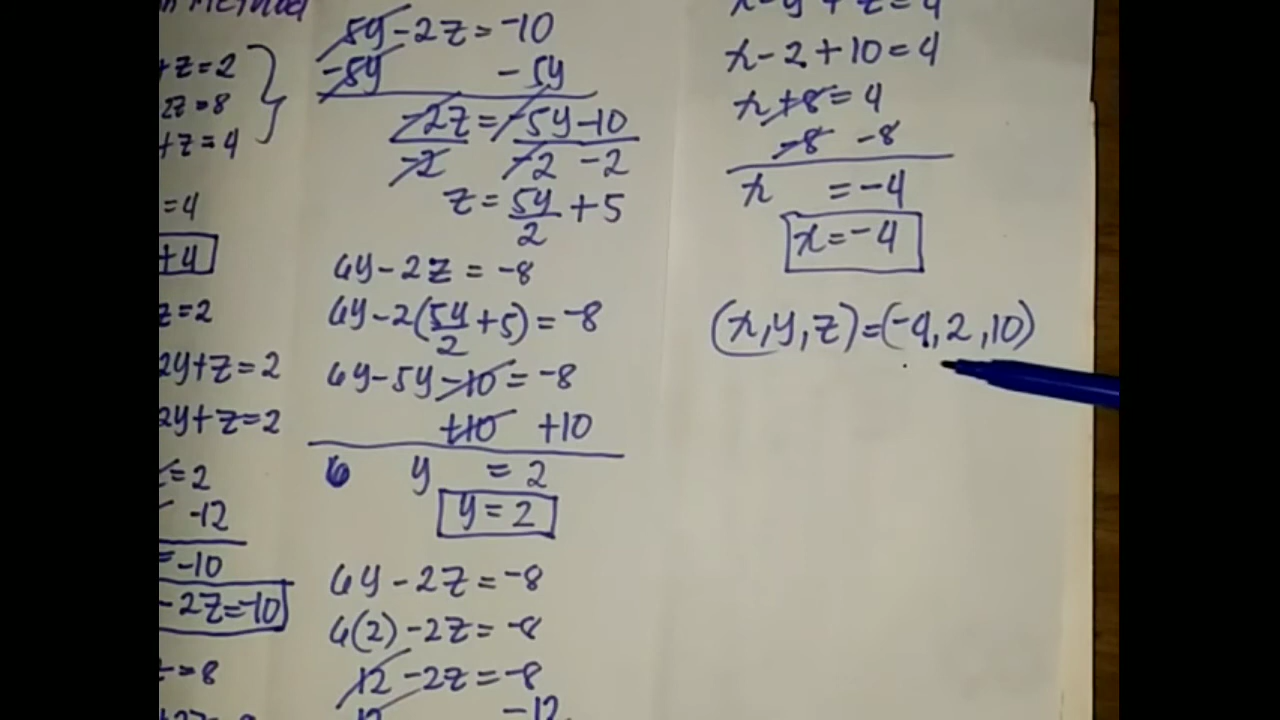 Method
+z=2
2z=8
+z=4
=4
+4
z=2
2y+z=2
2y+z=2
=2
-12
=-10
-2z=-10
=8
5y-2z=-10
-5y -5y
-2z=-5y-10
-2 -2 -2
z=5y/2+5
6y-2z=-8
6y-2(5y/2+5)=-8
6y-5y-10=-8
+10 +10
y =2
y=2
6y-2z=-8
6(2)-2z=-8
12-2z=-8
-12
x-y+z=4
x-2+10=4
x+8=4
-8 -8
x =-4
x=-4
(x,y,z)=(-4,2,10)